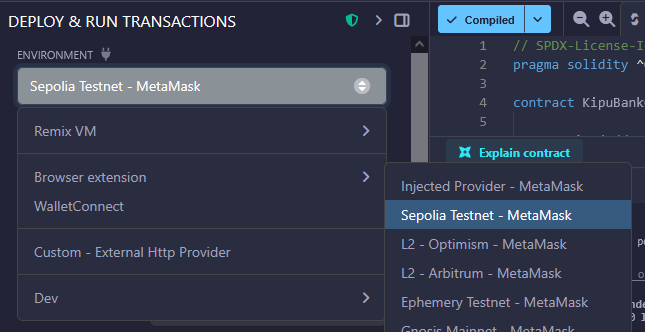 DEPLOY & RUN TRANSACTIONS
ENVIRONMENT
Sepolia Testnet - MetaMask
Remix VM
Browser extension
WalletConnect
Custom - External Http Provider
Dev
Injected Provider - MetaMask
Sepolia Testnet - MetaMask
L2 - Optimism - MetaMask
L2 - Arbitrum - MetaMask
Ephemery Testnet - MetaMask
Gnosis Mainnet - MetaMask
Compiled
1 // SPDX-License-I
2 pragma solidity ^
3
4 contract KipuBank
5
Explain contract